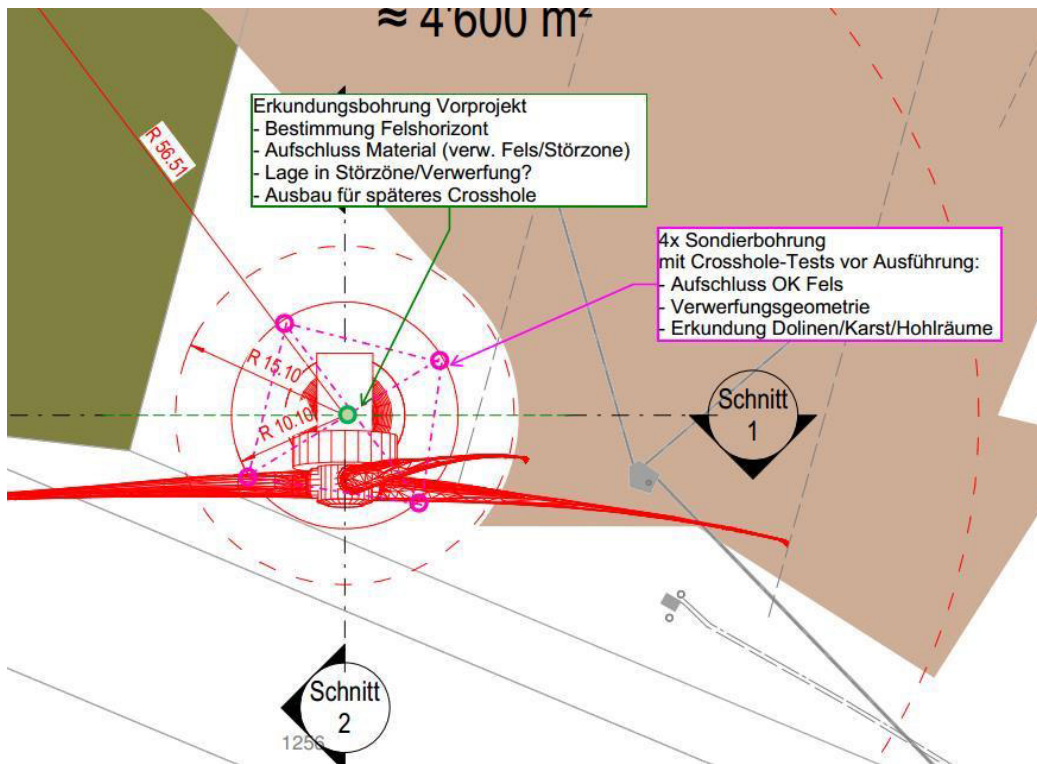 ≈ 4'600 m²
Erkundungsbohrung Vorprojekt
- Bestimmung Felshorizont
- Aufschluss Material (verw. Fels/Störzone)
- Lage in Störzöne/Verwerfung?
- Ausbau für späteres Crosshole
R 56.51
4x Sondierbohrung
mit Crosshole-Tests vor Ausführung:
- Aufschluss OK Fels
- Verwerfungsgeometrie
- Erkundung Dolinen/Karst/Hohlräume
R 15.10
R 10.10
Schnitt
1
Schnitt
2
1256